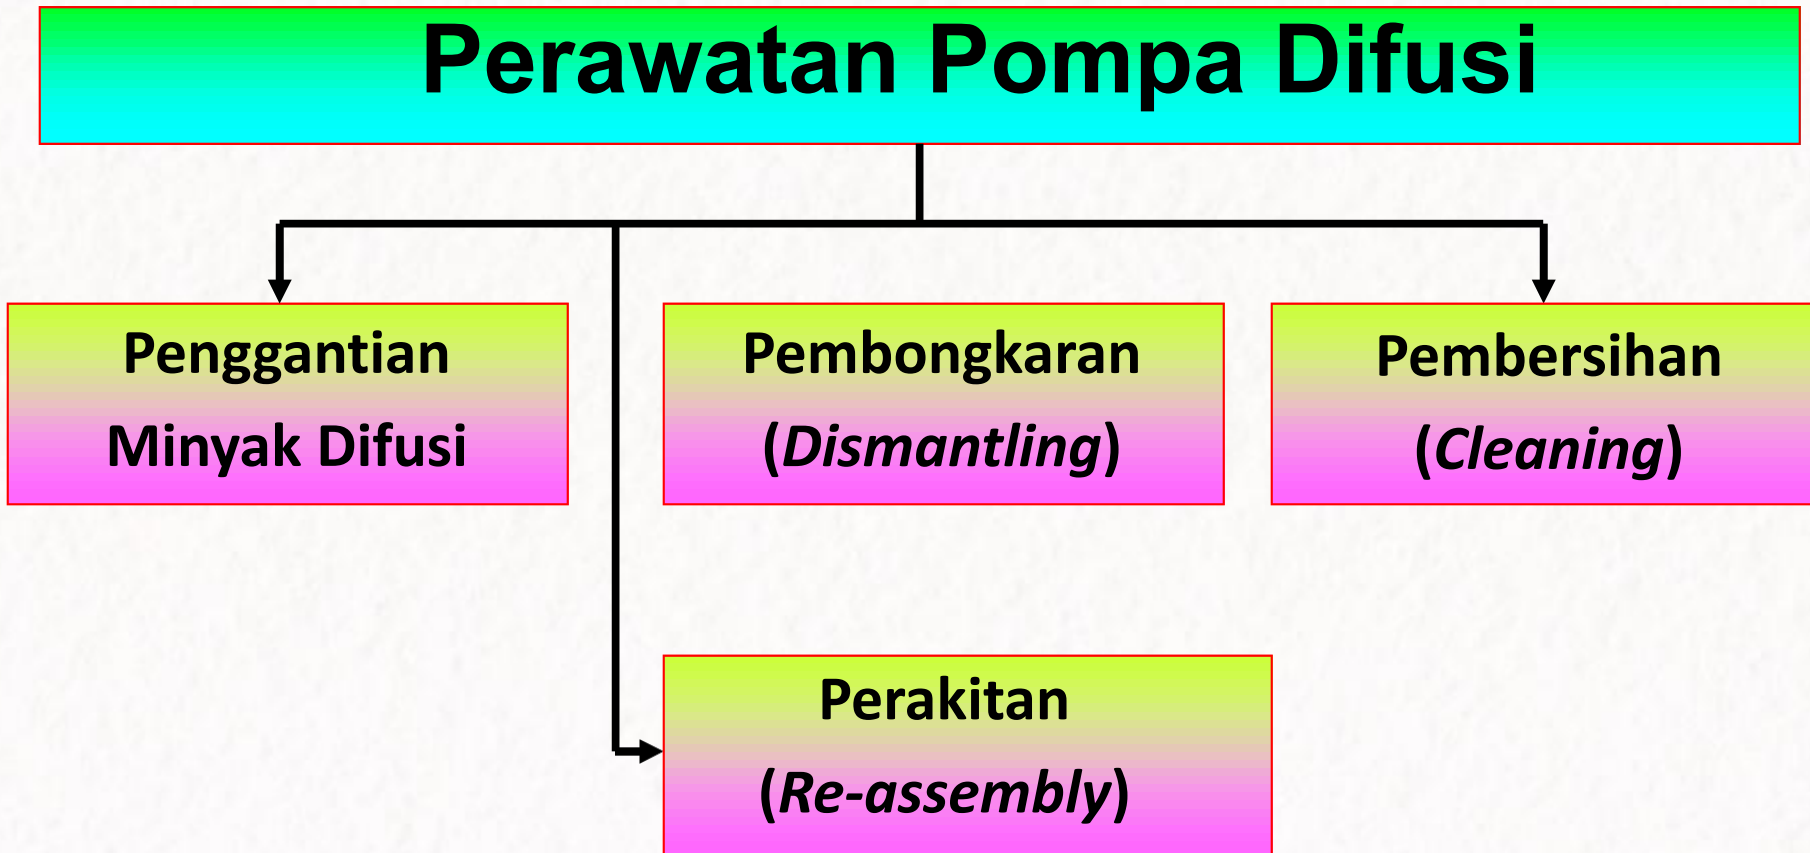 Perawatan Pompa Difusi
Penggantian
Minyak Difusi
Pembongkaran
(Dismantling)
Pembersihan
(Cleaning)
Perakitan
(Re-assembly)